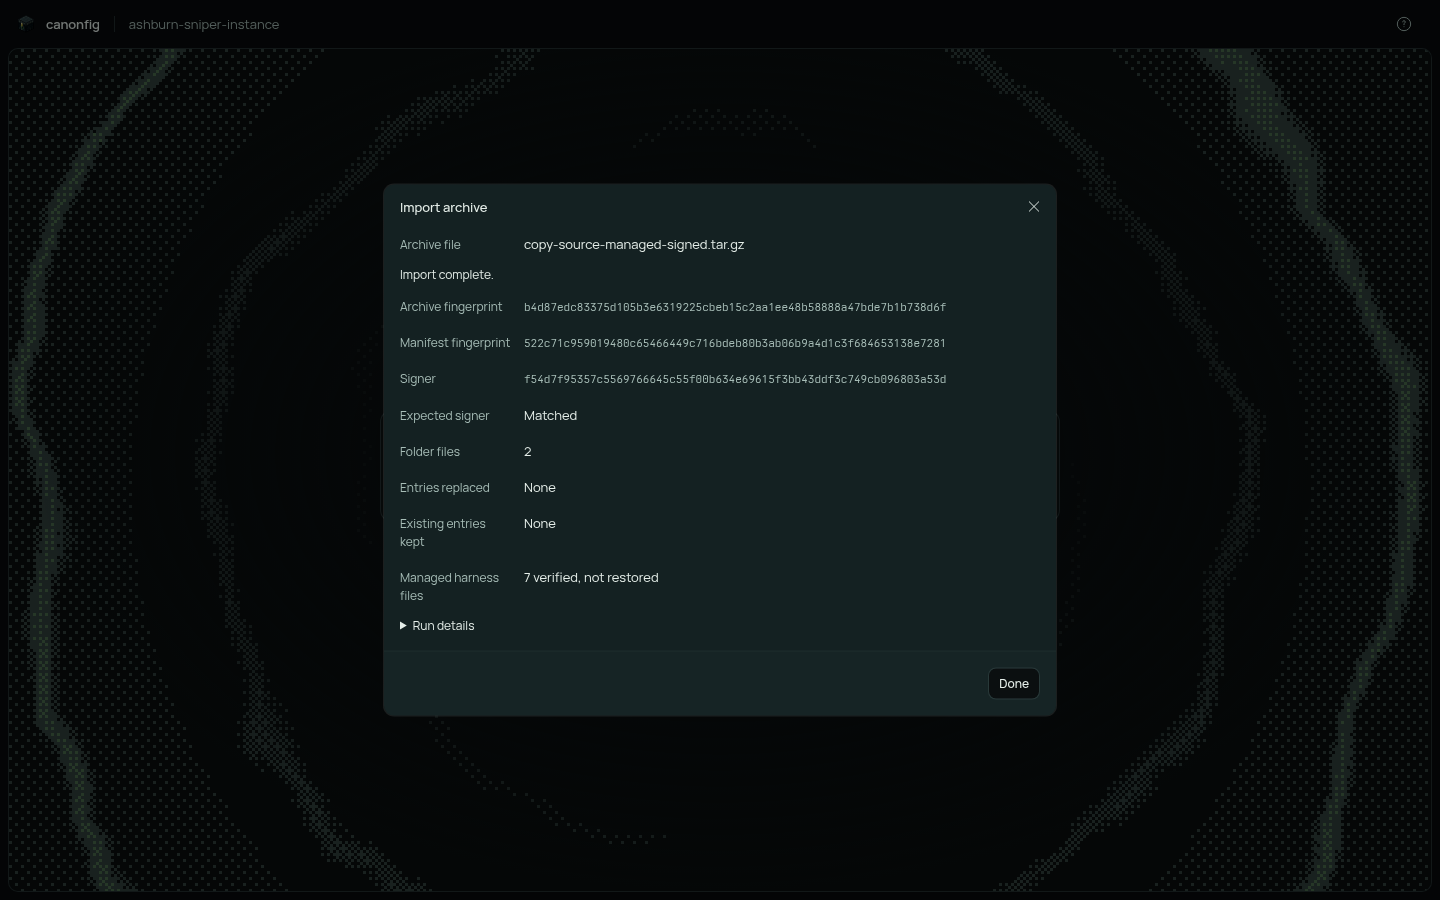 canonfig
ashburn-sniper-instance
Import archive
Archive file copy-source-managed-signed.tar.gz
Import complete.
Archive fingerprint b4d87edc83375d105b3e6319225cbeb15c2aa1ee48b58888a47bde7b1b738d6f
Manifest fingerprint 522c71c959019480c65466449c716bdeb80b3ab06b9a4d1c3f684653138e7281
Signer f54d7f95357c5569766645c55f00b634e69615f3bb43ddf3c749cb096803a53d
Expected signer Matched
Folder files 2
Entries replaced None
Existing entries None
kept
Managed harness 7 verified, not restored
files
Run details
Done